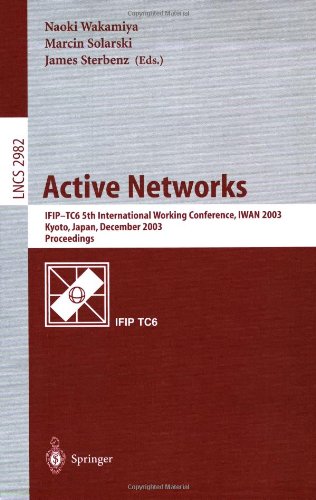 Naoki Wakamiya
Marcin Solarski
James Sterbenz (Eds.)
LNCS 2982
Active Networks
IFIP–TC6 5th International Working Conference, IWAN 2003
Kyoto, Japan, December 2003
Proceedings
IFIP TC6
Springer